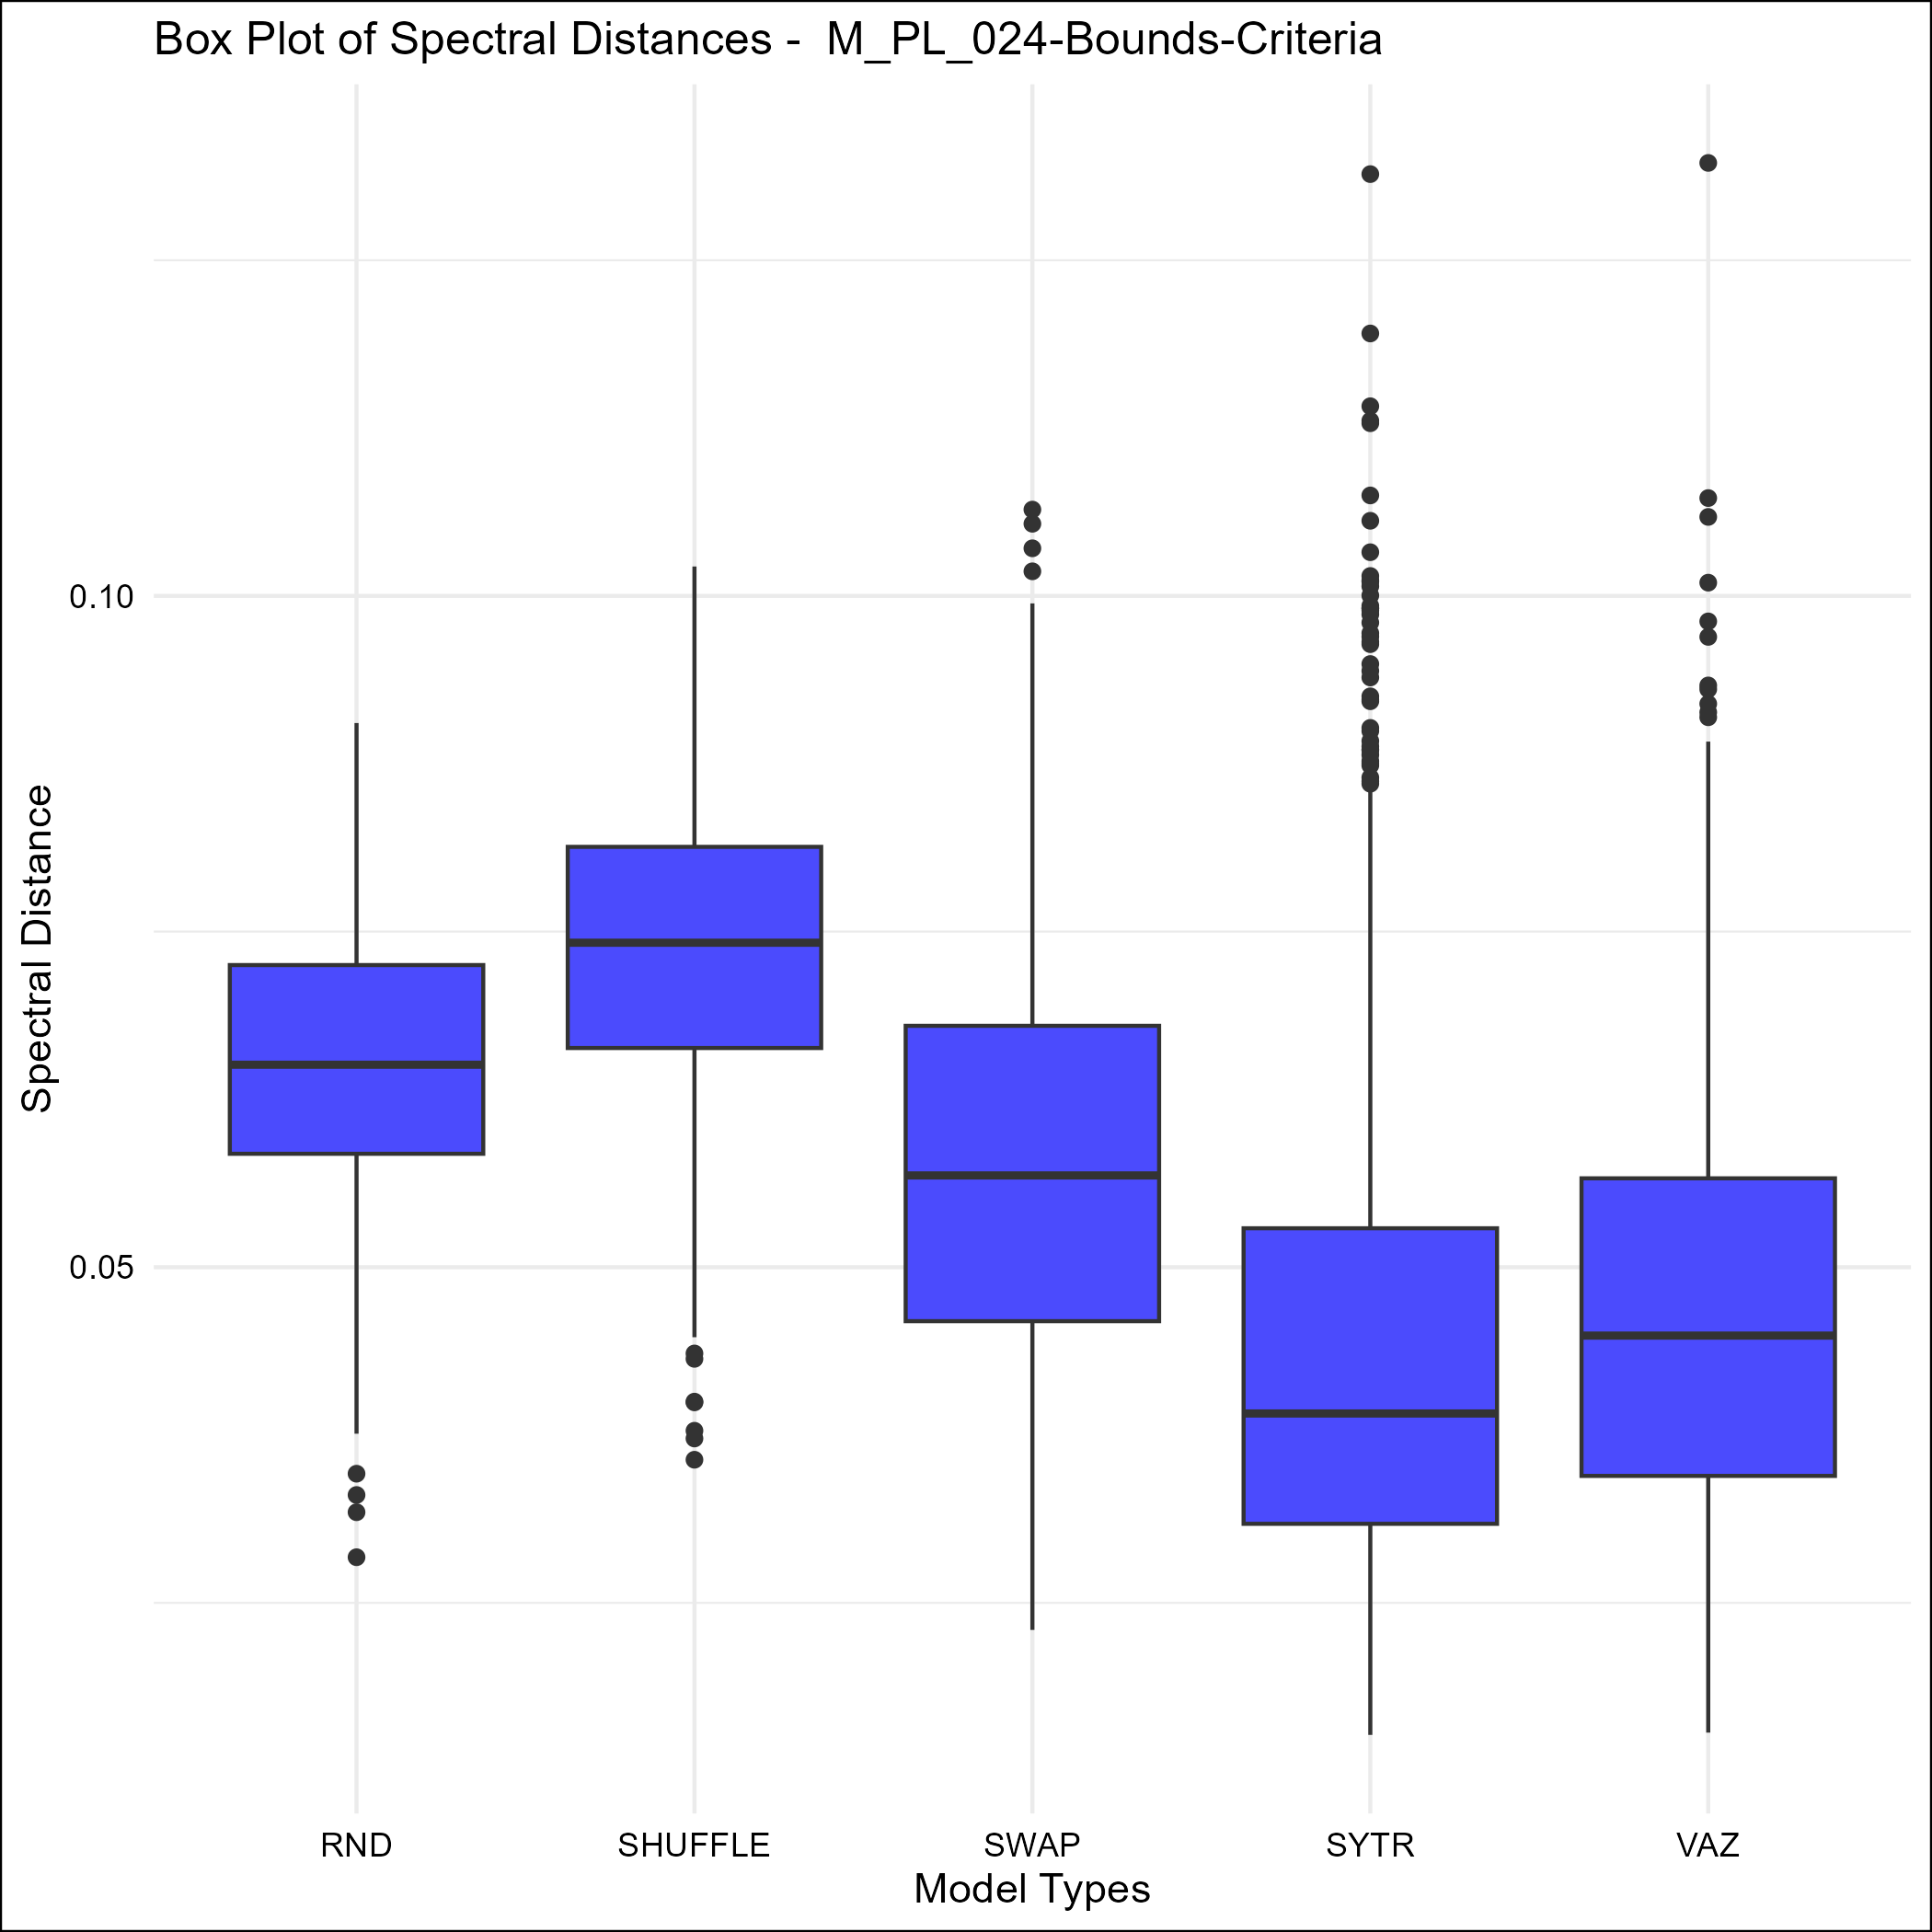 Box Plot of Spectral Distances -  M_PL_024-Bounds-Criteria
Spectral Distance
0.10
0.05
RND SHUFFLE SWAP SYTR VAZ
Model Types